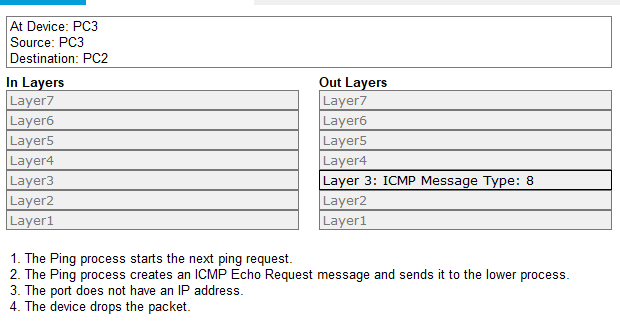 At Device: PC3
Source: PC3
Destination: PC2
In Layers
Out Layers
Layer7
Layer7
Layer6
Layer6
Layer5
Layer5
Layer4
Layer4
Layer3
Layer 3: ICMP Message Type: 8
Layer2
Layer2
Layer1
Layer1
1. The Ping process starts the next ping request.
2. The Ping process creates an ICMP Echo Request message and sends it to the lower process.
3. The port does not have an IP address.
4. The device drops the packet.